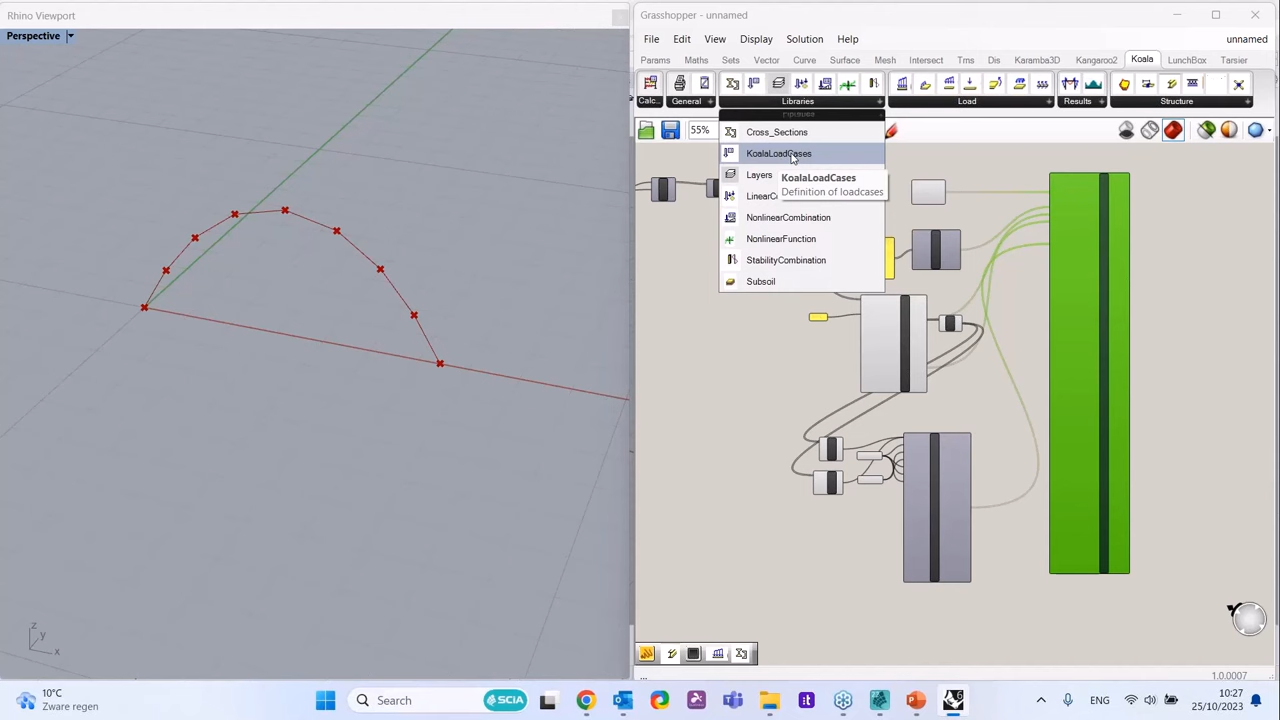 Rhino Viewport
Perspective
z
y
x
Grasshopper - unnamed
File Edit View Display Solution Help
unnamed
Params Maths Sets Vector Curve Surface Mesh Intersect Trns Dis Karamba3D Kangaroo2 Koala LunchBox Tarsier
Calc... General Libraries Load Results Structure
55%
Cross_Sections
KoalaLoadCases
Layers
LinearCo
NonlinearCombination
NonlinearFunction
StabilityCombination
Subsoil
KoalaLoadCases
Definition of loadcases
...
1.0.0007
10°C
Zware regen
Search
SCIA
ENG
10:27
25/10/2023